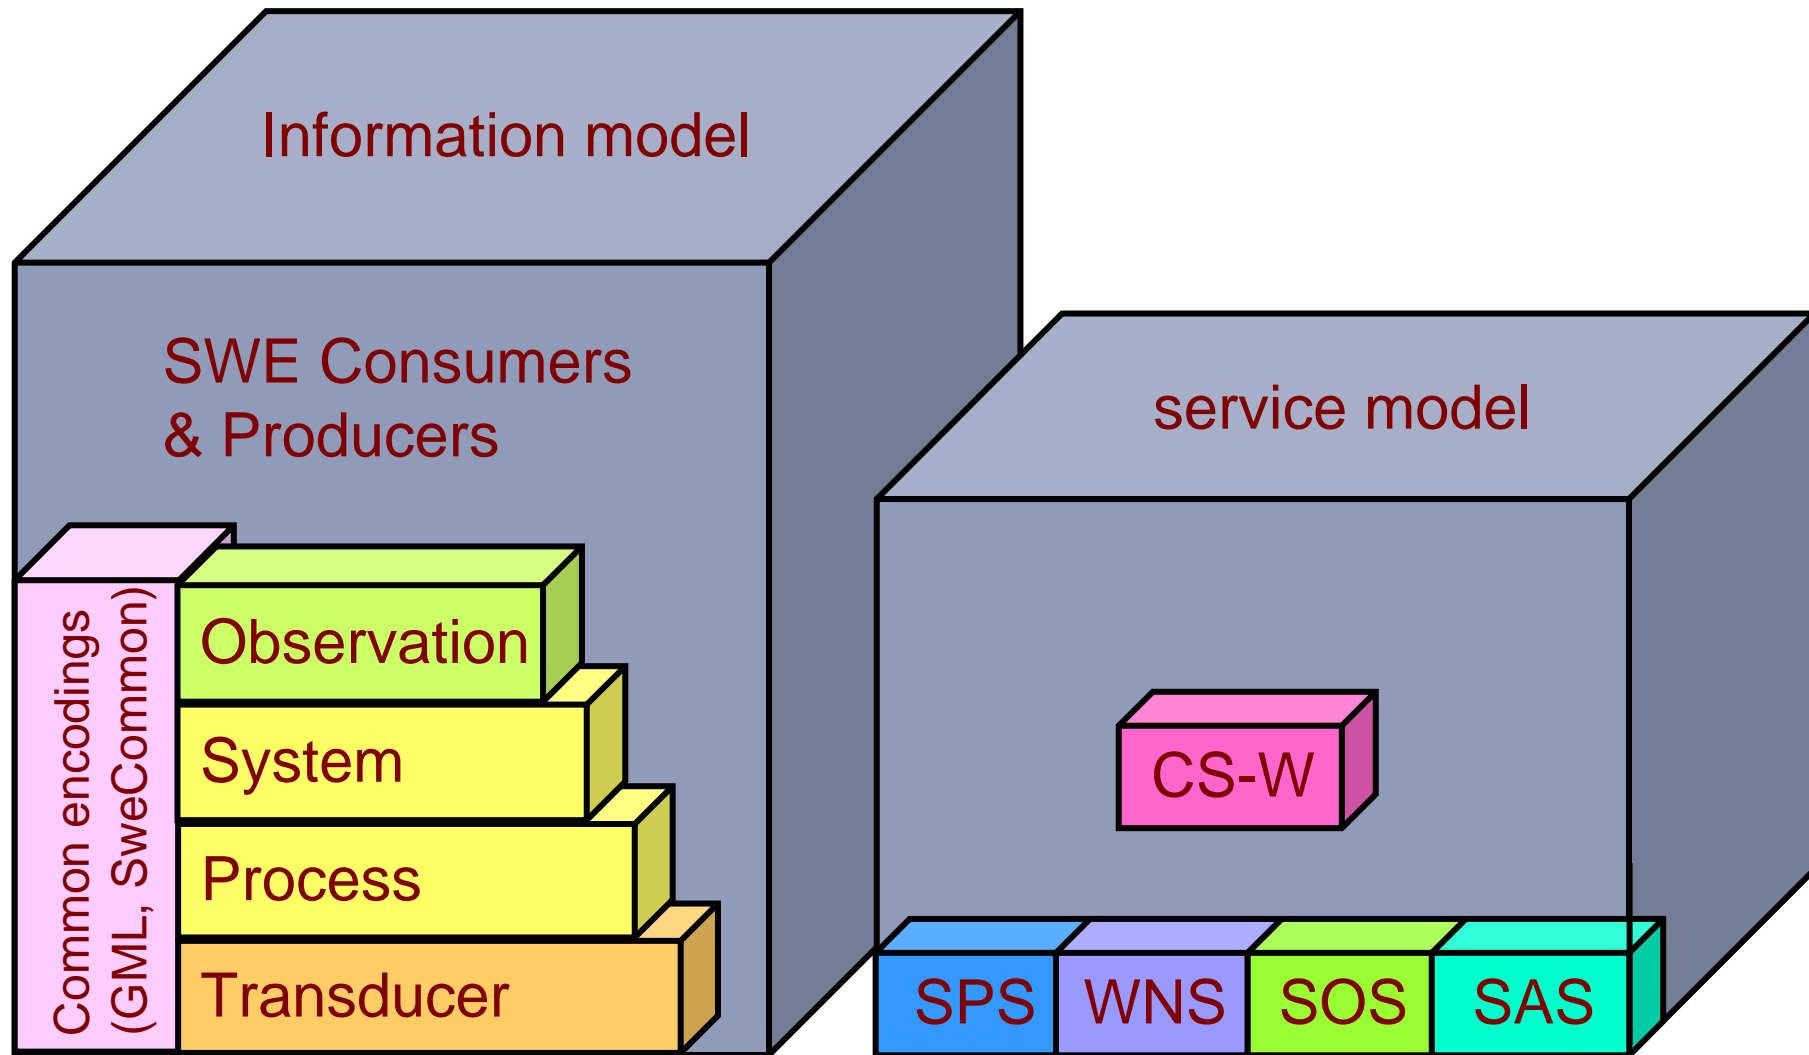 Information model
SWE Consumers
& Producers
Common encodings
(GML, SweCommon)
Observation
System
Process
Transducer
service model
CS-W
SPS
WNS
SOS
SAS